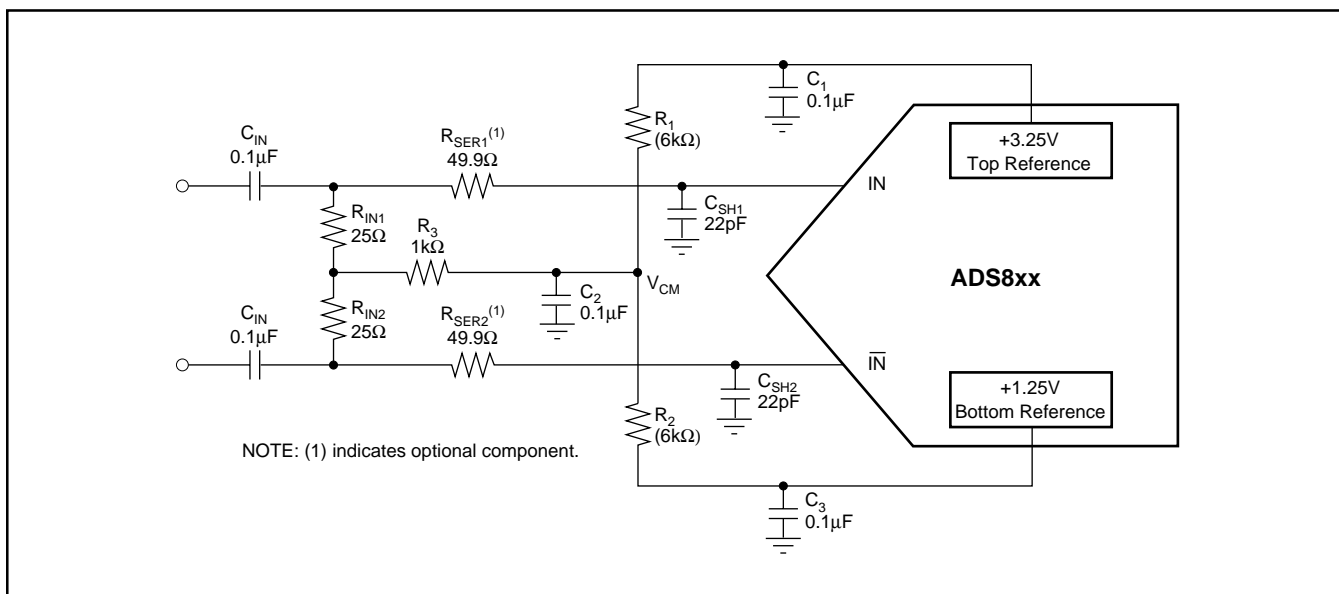 C1
0.1μF
R1
(6kΩ)
+3.25V
Top Reference
CIN
0.1μF
RSER1(1)
49.9Ω
IN
CSH1
22pF
RIN1
25Ω
R3
1kΩ
VCM
ADS8xx
C2
0.1μF
CIN
0.1μF
RIN2
25Ω
RSER2(1)
49.9Ω
IN
CSH2
22pF
+1.25V
Bottom Reference
R2
(6kΩ)
NOTE: (1) indicates optional component.
C3
0.1μF